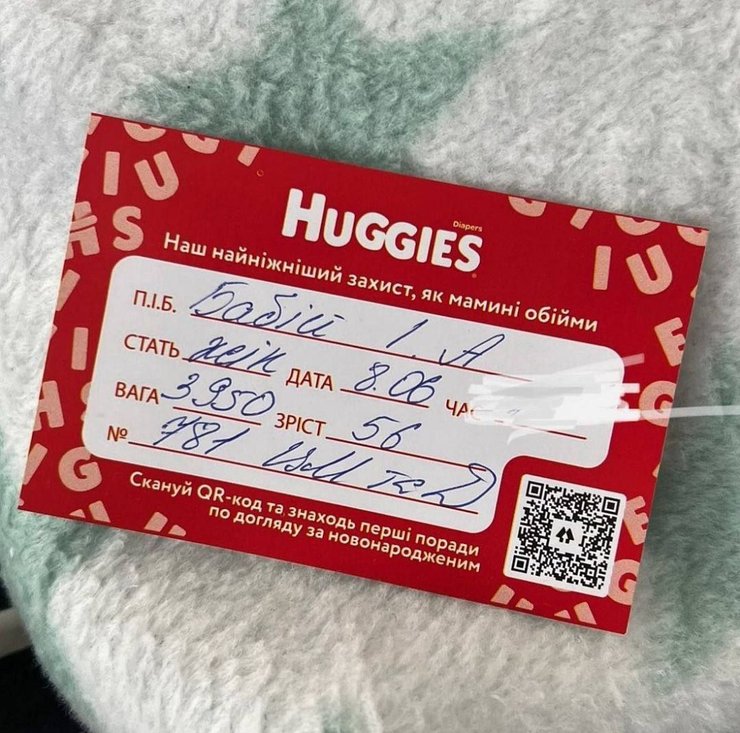 HUGGIES
Diapers
Наш найніжніший захист, як мамині обійми
П.І.Б. Бабій І. А
СТАТЬ жін ДАТА 8.06 ЧА
ВАГА 3950 ЗРІСТ 56
№ 781
Скануй QR-код та знаходь перші поради
по догляду за новонародженим